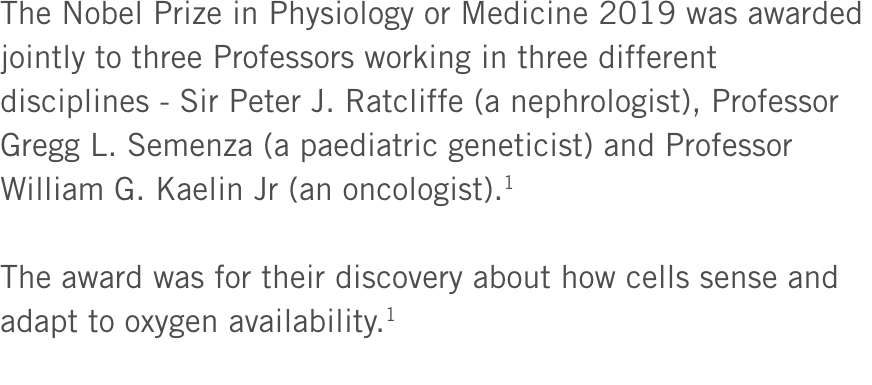 The Nobel Prize in Physiology or Medicine 2019 was awarded
jointly to three Professors working in three different
disciplines - Sir Peter J. Ratcliffe (a nephrologist), Professor
Gregg L. Semenza (a paediatric geneticist) and Professor
William G. Kaelin Jr (an oncologist).¹
The award was for their discovery about how cells sense and
adapt to oxygen availability.¹